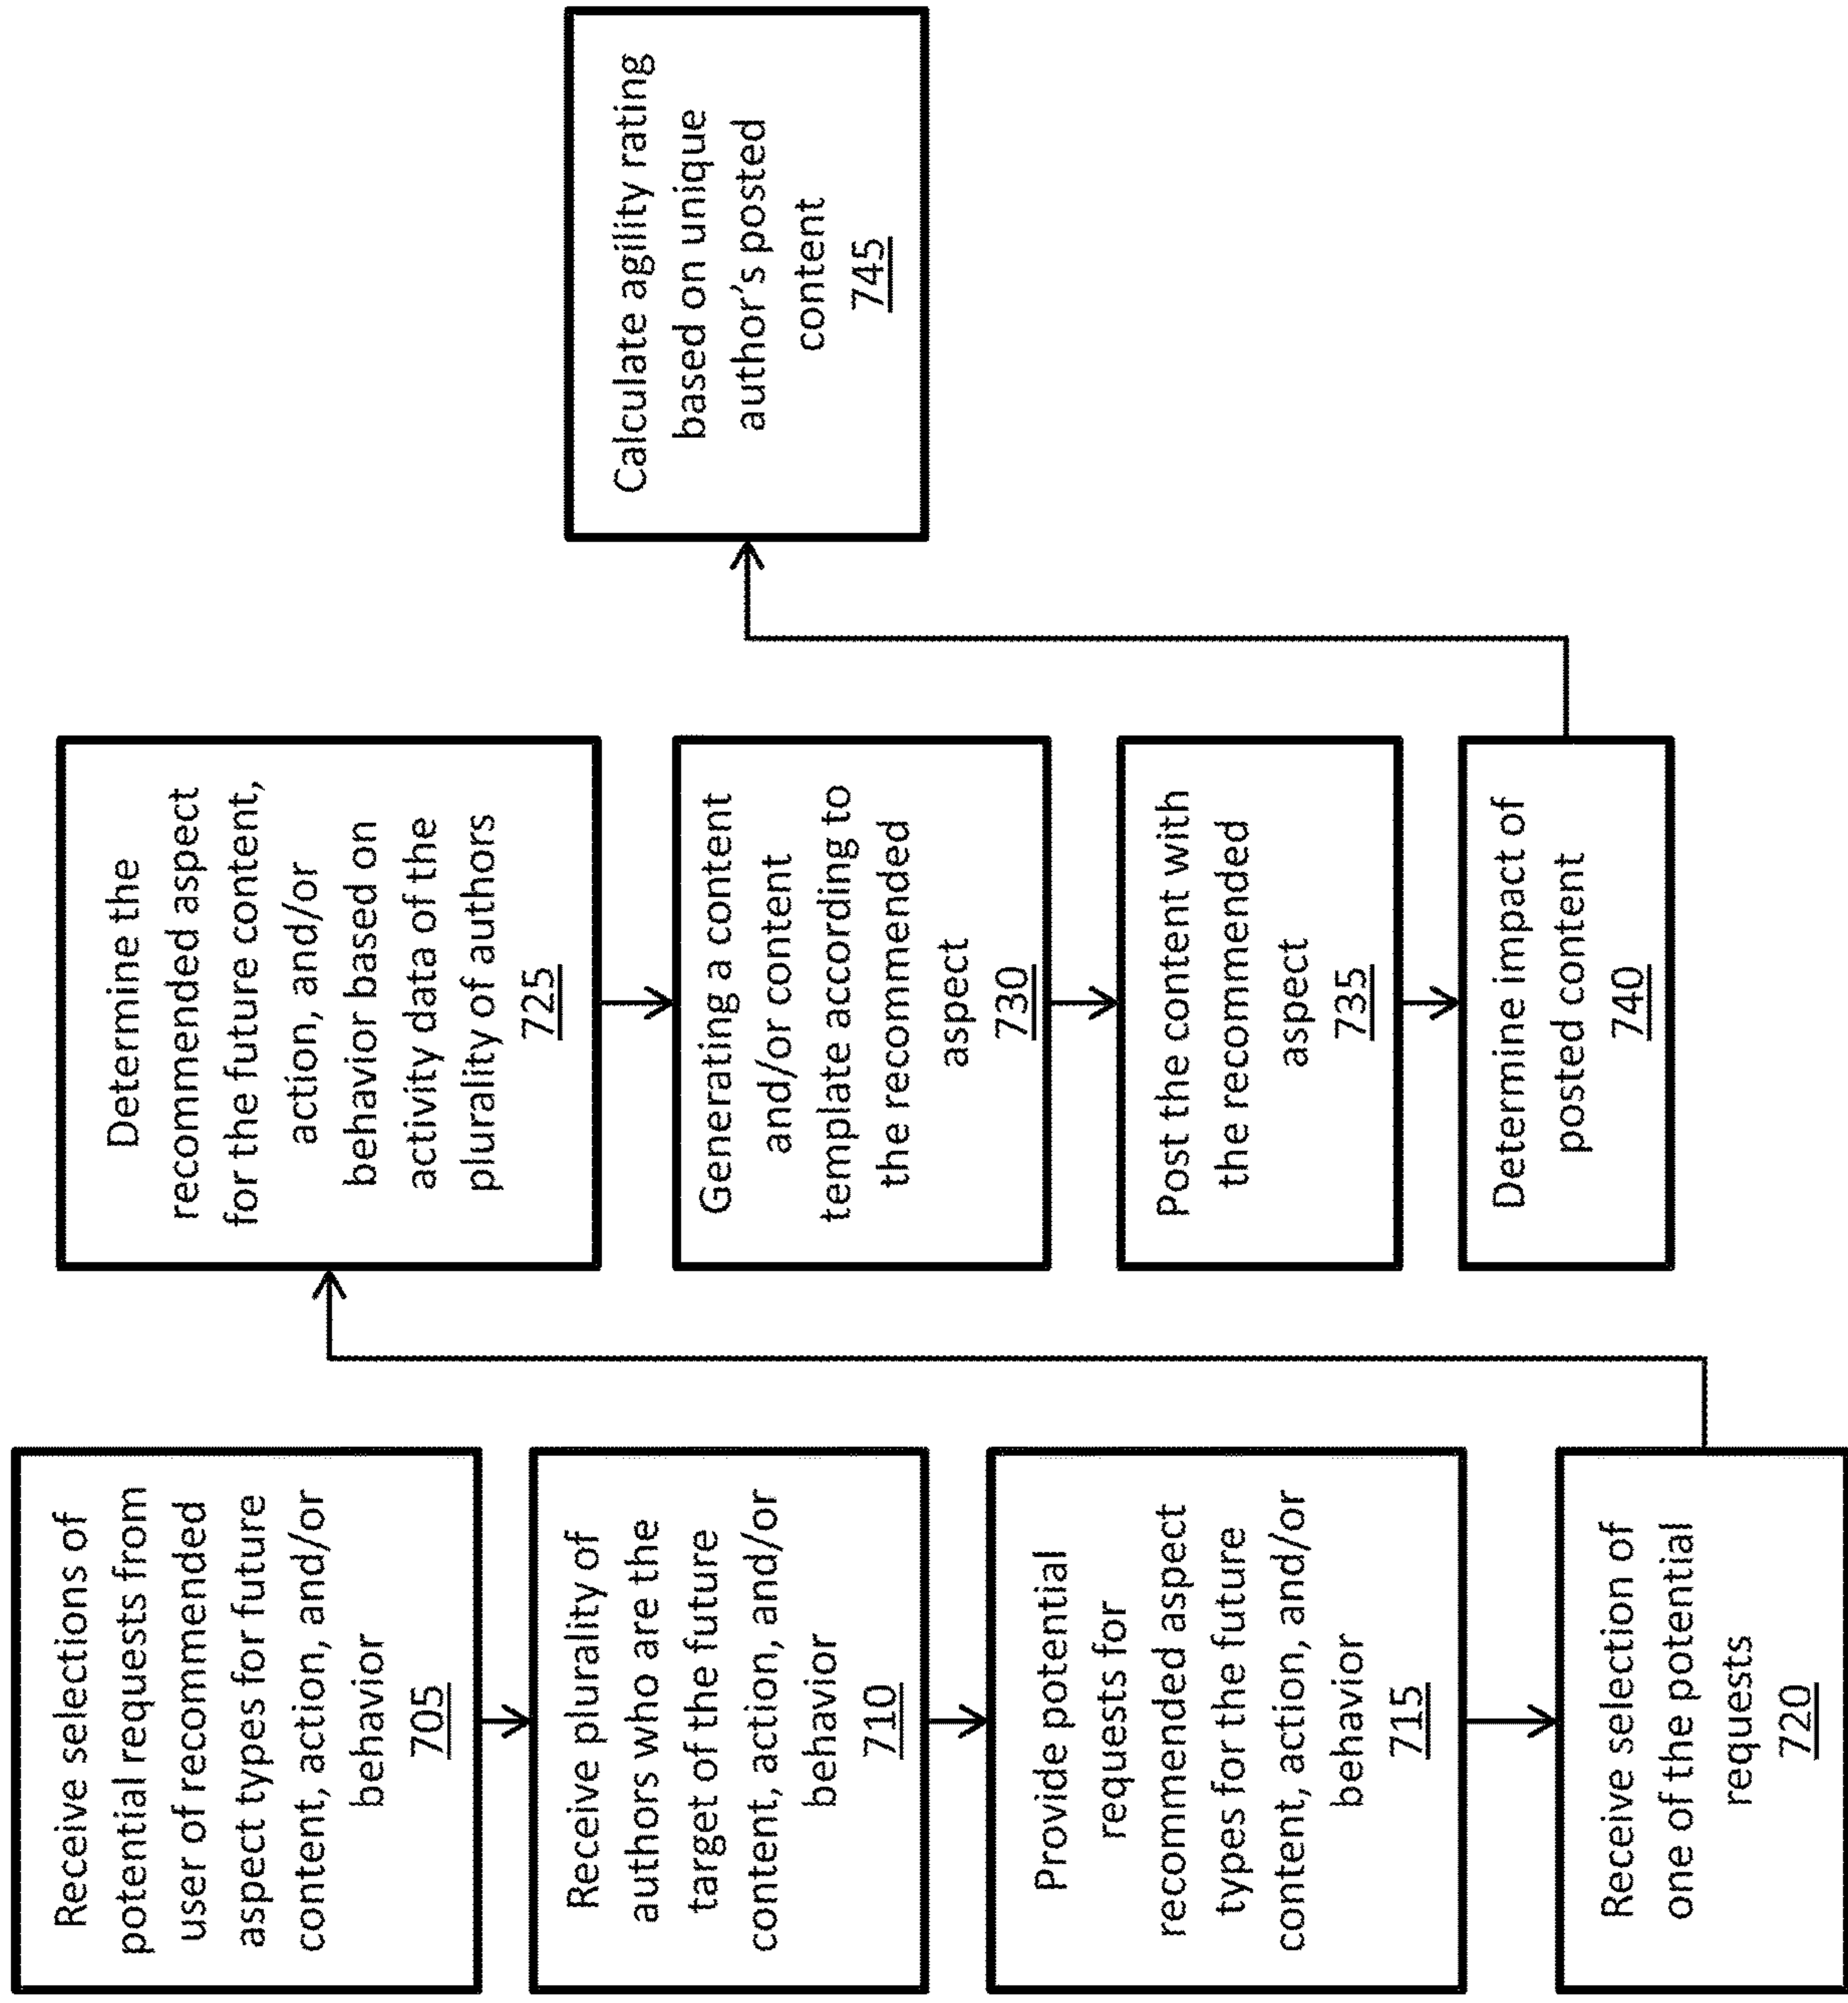 Receive selections of
potential requests from
user of recommended
aspect types for future
content, action, and/or
behavior
705
Receive plurality of
authors who are the
target of the future
content, action, and/or
behavior
710
Provide potential
requests for
recommended aspect
types for the future
content, action, and/or
behavior
715
Receive selection of
one of the potential
requests
720
Determine the
recommended aspect
for the future content,
action, and/or
behavior based on
activity data of the
plurality of authors
725
Generating a content
and/or content
template according to
the recommended
aspect
730
Post the content with
the recommended
aspect
735
Determine impact of
posted content
740
Calculate agility rating
based on unique
author's posted
content
745